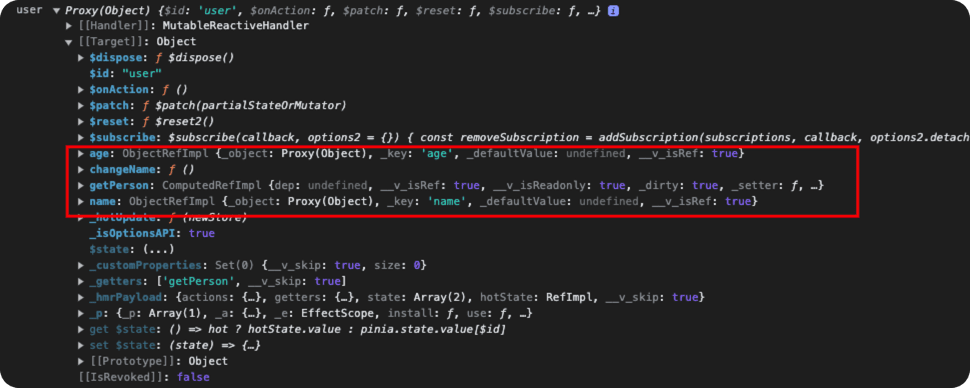 user ▼ Proxy(Object) {$id: 'user', $onAction: ƒ, $patch: ƒ, $reset: ƒ, $subscribe: ƒ, …} i
▶ [[Handler]]: MutableReactiveHandler
▼ [[Target]]: Object
▶ $dispose: ƒ $dispose()
$id: "user"
▶ $onAction: ƒ ()
▶ $patch: ƒ $patch(partialStateOrMutator)
▶ $reset: ƒ $reset2()
▶ $subscribe: $subscribe(callback, options2 = {}) { const removeSubscription = addSubscription(subscriptions, callback, options2.detach
▶ age: ObjectRefImpl {_object: Proxy(Object), _key: 'age', _defaultValue: undefined, __v_isRef: true}
▶ changeName: ƒ ()
▶ getPerson: ComputedRefImpl {dep: undefined, __v_isRef: true, __v_isReadonly: true, _dirty: true, _setter: ƒ, …}
▶ name: ObjectRefImpl {_object: Proxy(Object), _key: 'name', _defaultValue: undefined, __v_isRef: true}
▶ _hotUpdate: ƒ (newStore)
_isOptionsAPI: true
$state: (...)
▶ _customProperties: Set(0) {__v_skip: true, size: 0}
▶ _getters: ['getPerson', __v_skip: true]
▶ _hmrPayload: {actions: {…}, getters: {…}, state: Array(2), hotState: RefImpl, __v_skip: true}
▶ _p: {_p: Array(1), _a: {…}, _e: EffectScope, install: ƒ, use: ƒ, …}
▶ get $state: () => hot ? hotState.value : pinia.state.value[$id]
▶ set $state: (state) => {…}
▶ [[Prototype]]: Object
[[IsRevoked]]: false